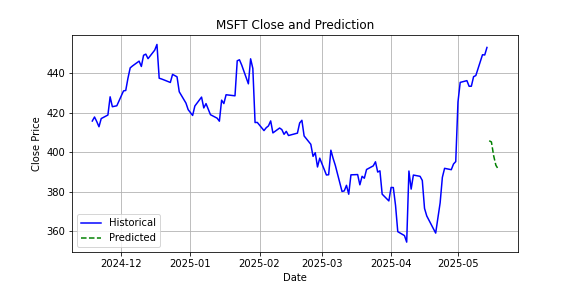 MSFT Close and Prediction
Close Price
440
420
400
380
360
Historical
Predicted
2024-12 2025-01 2025-02 2025-03 2025-04 2025-05
Date